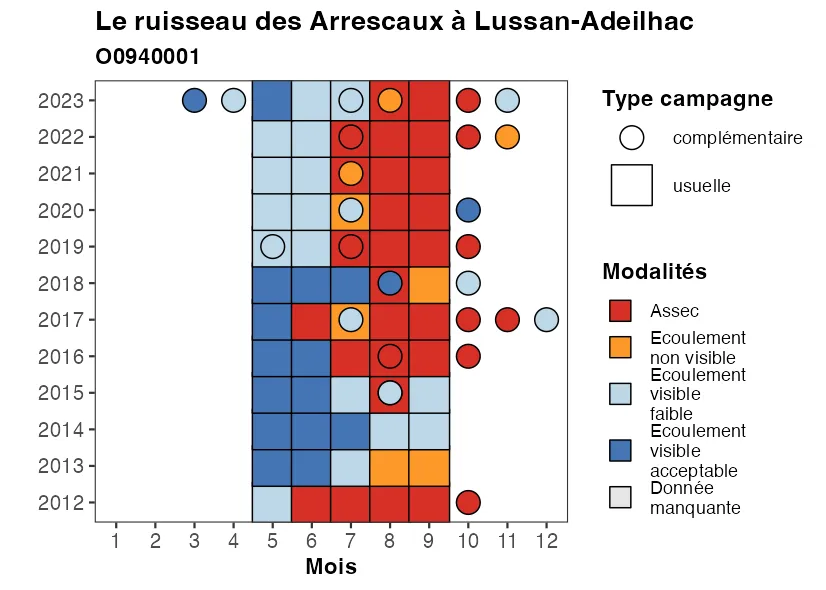 Le ruisseau des Arrescaux à Lussan-Adeilhac
O0940001
2023
2022
2021
2020
2019
2018
2017
2016
2015
2014
2013
2012
1 2 3 4 5 6 7 8 9 10 11 12
Mois
Type campagne
complémentaire
usuelle
Modalités
Assec
Ecoulement
non visible
Ecoulement
visible
faible
Ecoulement
visible
acceptable
Donnée
manquante